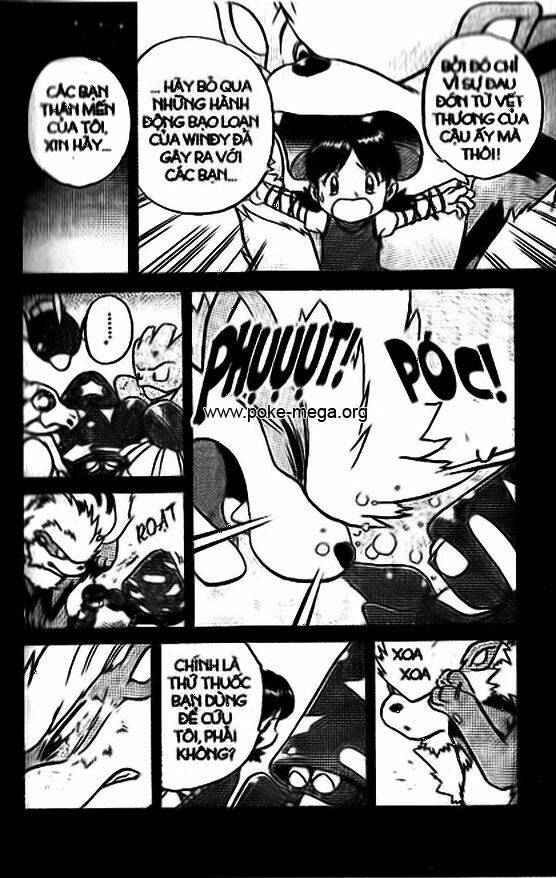 BỞI ĐÓ CHỈ
VÌ SỰ ĐAU
ĐỚN TỪ VẾT
THƯƠNG CỦA
CẬU ẤY MÀ
THÔI!
... HÃY BỎ QUA
NHỮNG HÀNH
ĐỘNG BẠO LOẠN
CỦA WINDY ĐÃ
GÂY RA VỚI
CÁC BẠN...
CÁC BẠN
THÂN MẾN
CỦA TÔI,
XIN HÃY...
PÓC!
PHỤỤỤT!
www.poke-mega.org
......
ROẠT
XOA
XOA
CHÍNH LÀ
THỨ THUỐC
BẠN DÙNG
ĐỂ CỨU
TÔI, PHẢI
KHÔNG?